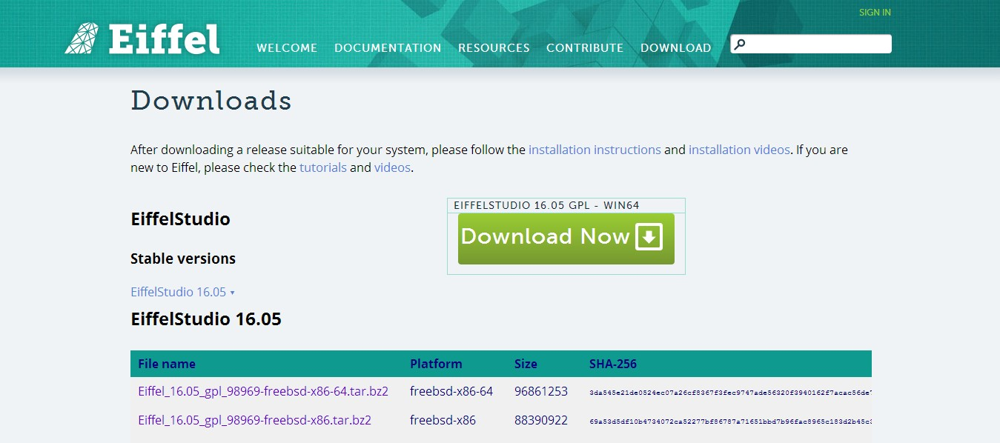 SIGN IN
Eiffel
WELCOME DOCUMENTATION RESOURCES CONTRIBUTE DOWNLOAD
Downloads
After downloading a release suitable for your system, please follow the installation instructions and installation videos. If you are
new to Eiffel, please check the tutorials and videos.
EIFFELSTUDIO 16.05 GPL - WIN64
EiffelStudio
Download Now
Stable versions
EiffelStudio 16.05 ▾
EiffelStudio 16.05
File name Platform Size SHA-256
Eiffel_16.05_gpl_98969-freebsd-x86-64.tar.bz2 freebsd-x86-64 96861253
Eiffel_16.05_gpl_98969-freebsd-x86.tar.bz2 freebsd-x86 88390922